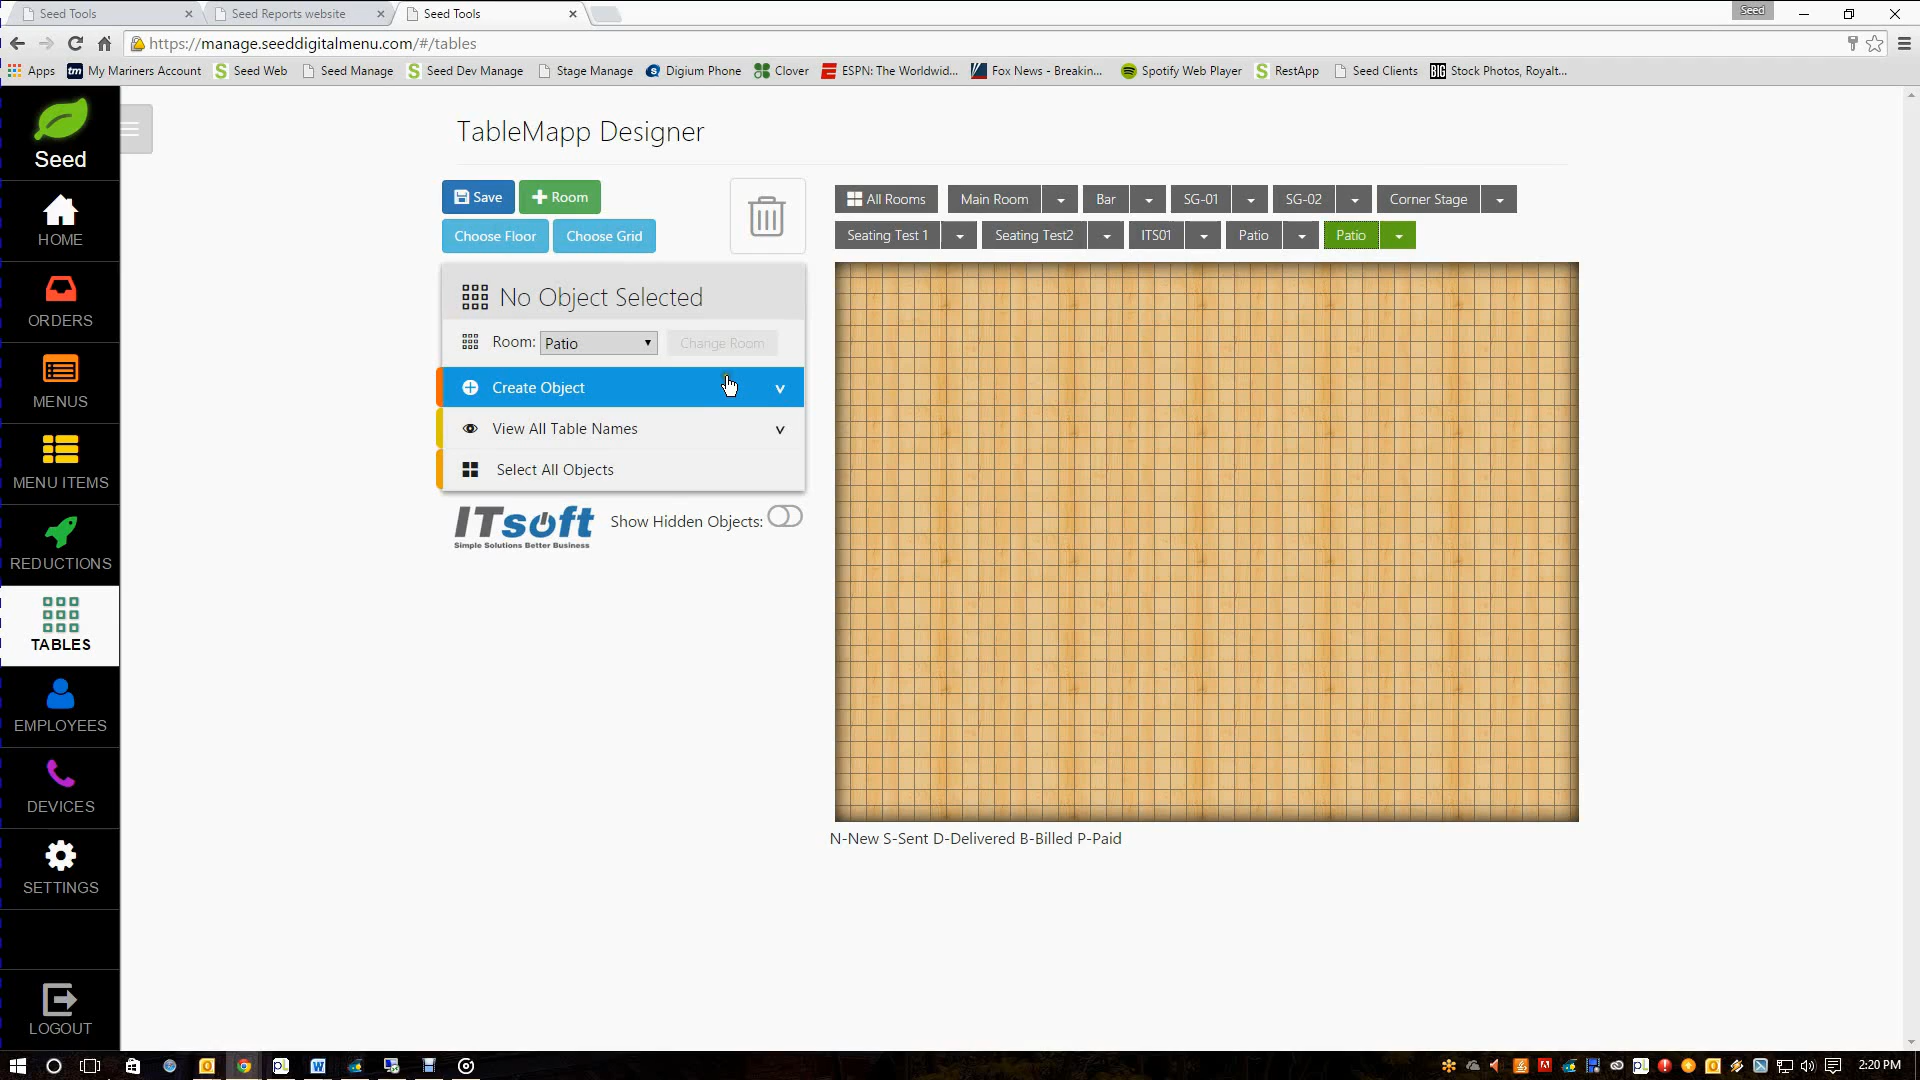 Seed Tools
Seed Reports website
Seed Tools
Seed
https://manage.seeddigitalmenu.com/#/tables
Apps
My Mariners Account
Seed Web
Seed Manage
Seed Dev Manage
Stage Manage
Digium Phone
Clover
ESPN: The Worldwid...
Fox News - Breakin...
Spotify Web Player
RestApp
Seed Clients
Stock Photos, Royalt...
Seed
HOME
ORDERS
MENUS
MENU ITEMS
REDUCTIONS
TABLES
EMPLOYEES
DEVICES
SETTINGS
LOGOUT
TableMapp Designer
Save
Room
Choose Floor
Choose Grid
All Rooms
Main Room
Bar
SG-01
SG-02
Corner Stage
Seating Test 1
Seating Test2
ITS01
Patio
Patio
No Object Selected
Room: Patio
Change Room
Create Object
View All Table Names
Select All Objects
ITsoft
Simple Solutions Better Business
Show Hidden Objects:
N-New S-Sent D-Delivered B-Billed P-Paid
2:20 PM